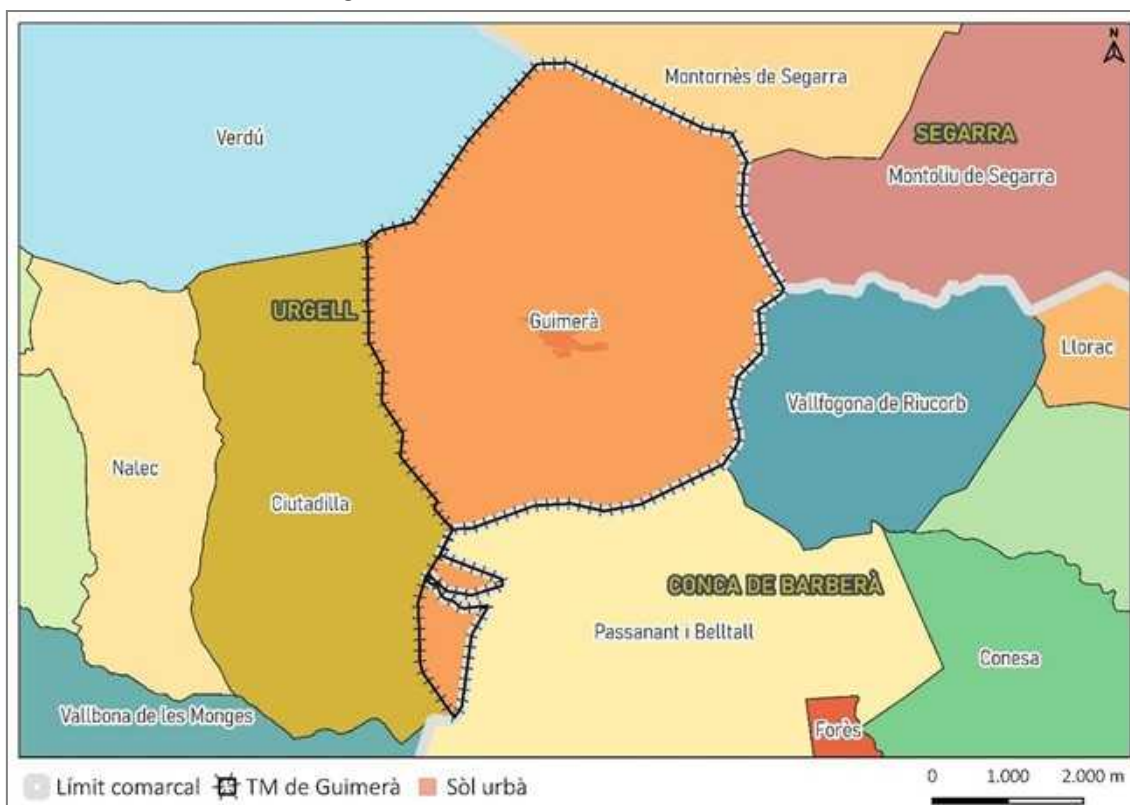 N
Montornès de Segarra
Verdú
SEGARRA
Montoliu de Segarra
URGELL
Guimerà
Llorac
Vallfogona de Riucorb
Nalec
Ciutadilla
CONCA DE BARBERÀ
Passanant i Belltall
Conesa
Vallbona de les Monges
Forès
Límit comarcal TM de Guimerà Sòl urbà
0 1.000 2.000 m